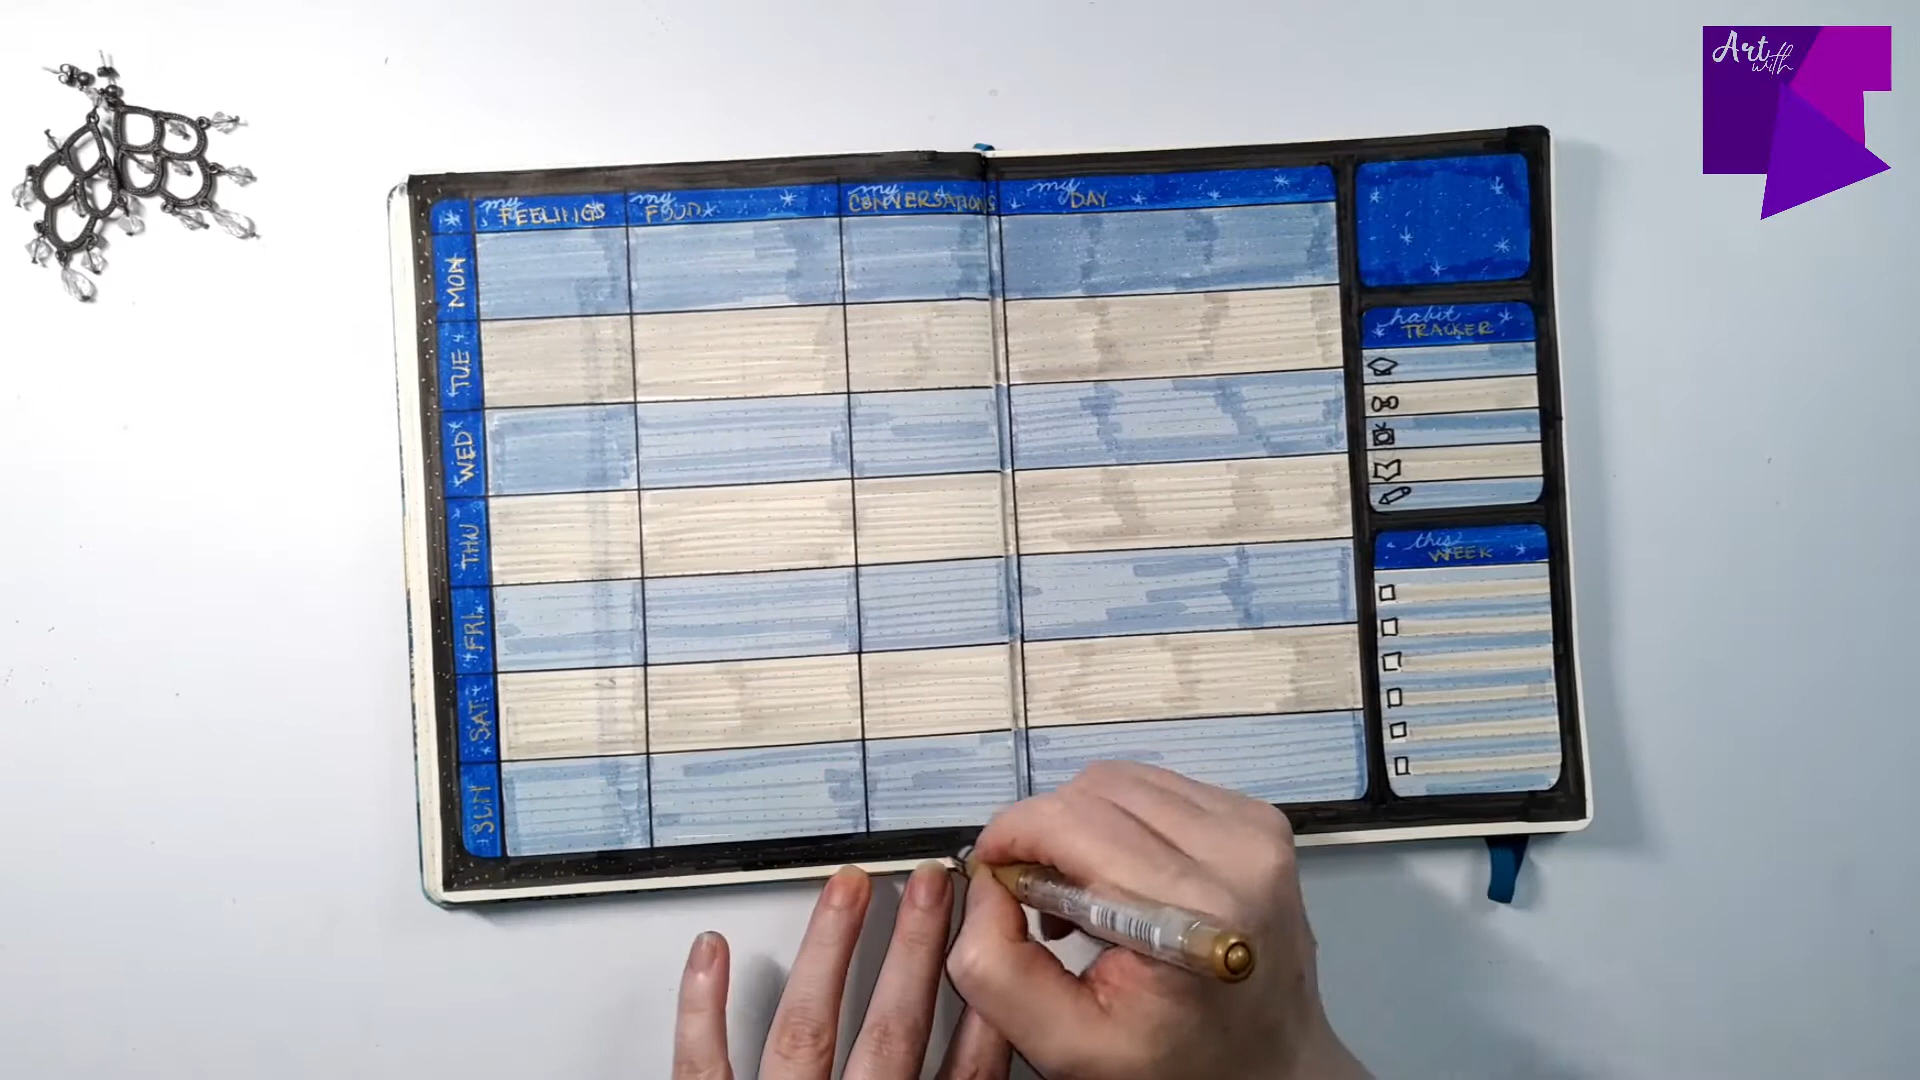 Art
with
my
FEELINGS
my
FOOD
my
CONVERSATIONS
my
DAY
MON
TUE
WED
THU
FRI
SAT
SUN
habit
TRACKER
this
WEEK